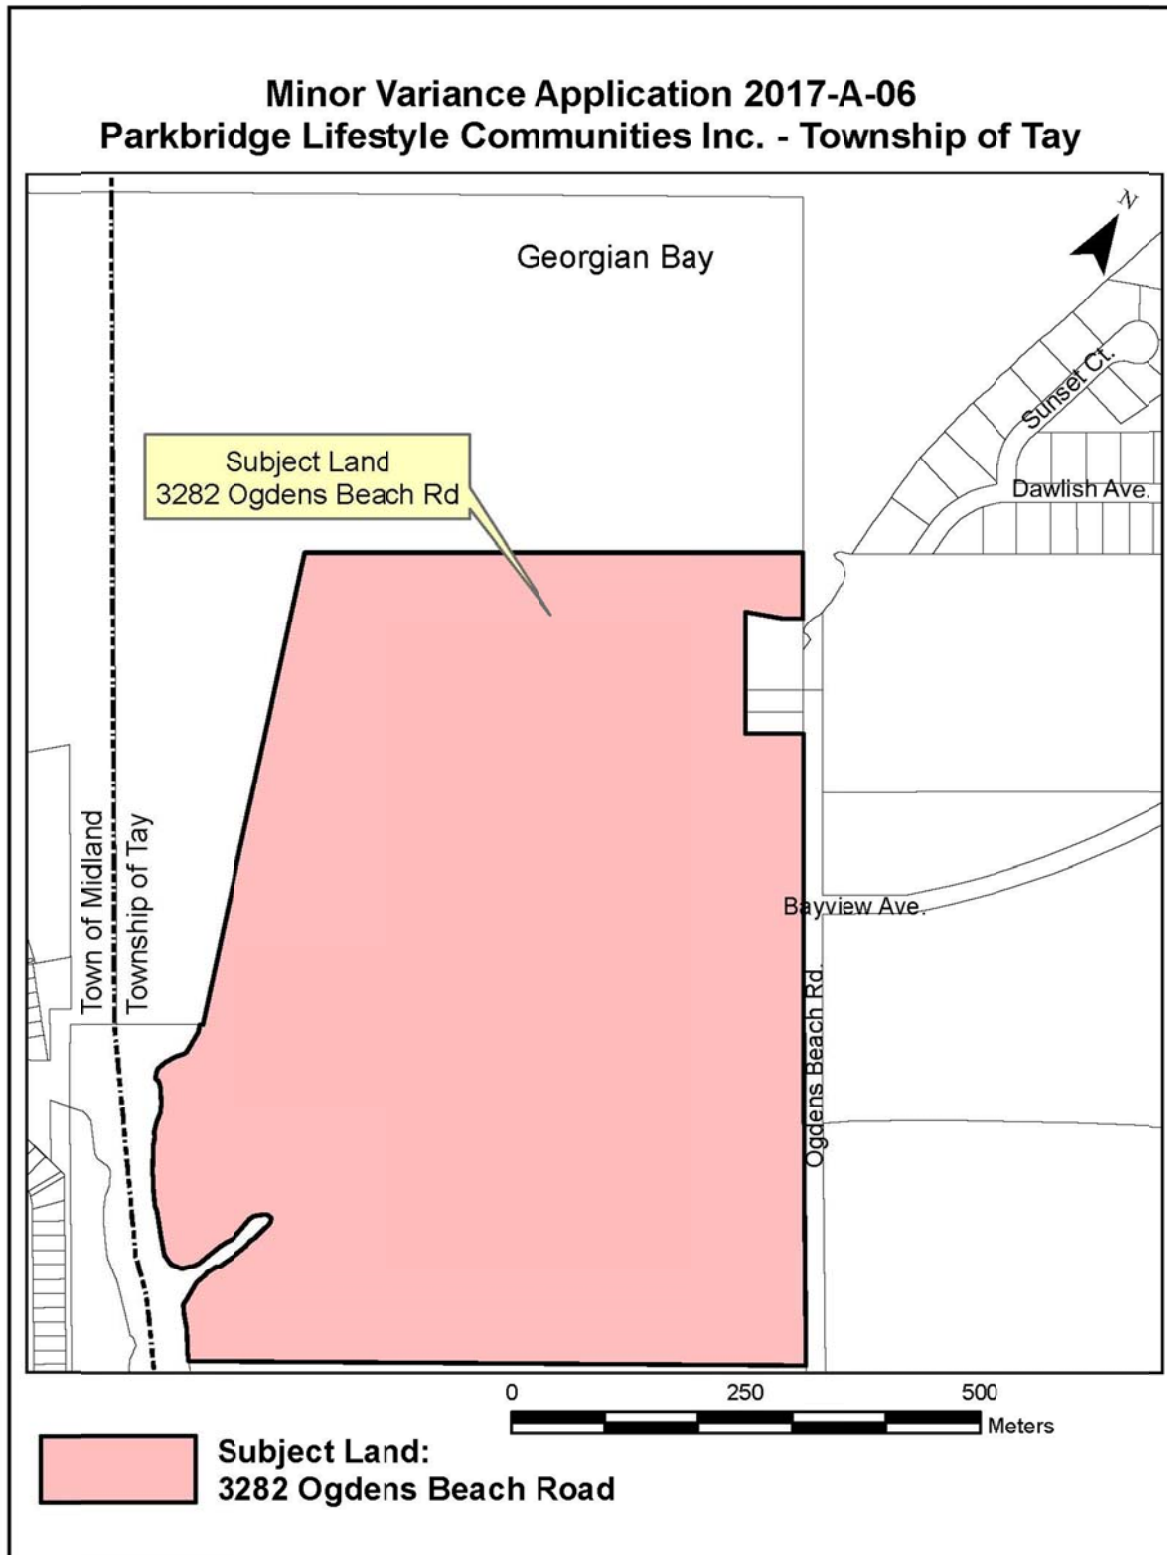 Minor Variance Application 2017-A-06
Parkbridge Lifestyle Communities Inc. - Township of Tay
N
Georgian Bay
Sunset Ct.
Subject Land
3282 Ogdens Beach Rd
Dawlish Ave.
Town of Midland
Township of Tay
Bayview Ave.
Ogdens Beach Rd.
0 250 500
Meters
Subject Land:
3282 Ogdens Beach Road